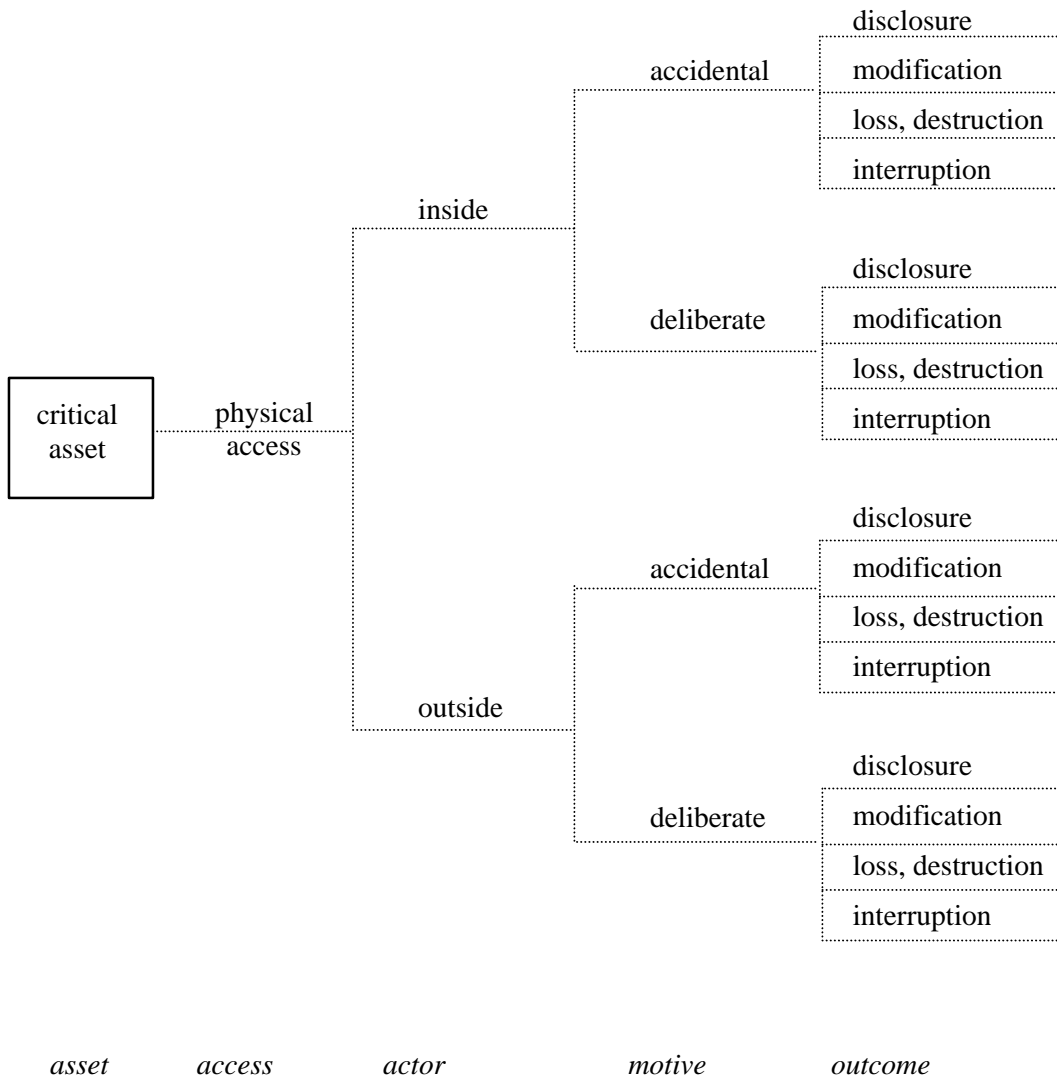 disclosure
accidental
modification
loss, destruction
interruption
inside
disclosure
deliberate
modification
loss, destruction
interruption
critical
asset
physical
access
disclosure
accidental
modification
loss, destruction
interruption
outside
disclosure
deliberate
modification
loss, destruction
interruption
asset access actor motive outcome